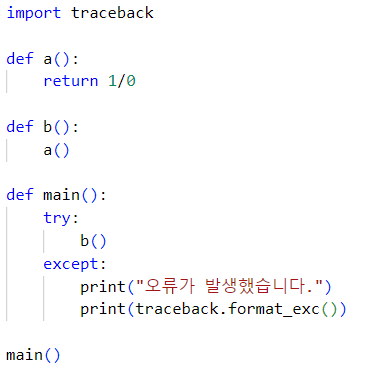 import traceback
def a():
    return 1/0
def b():
    a()
def main():
    try:
        b()
    except:
        print("오류가 발생했습니다.")
        print(traceback.format_exc())
main()